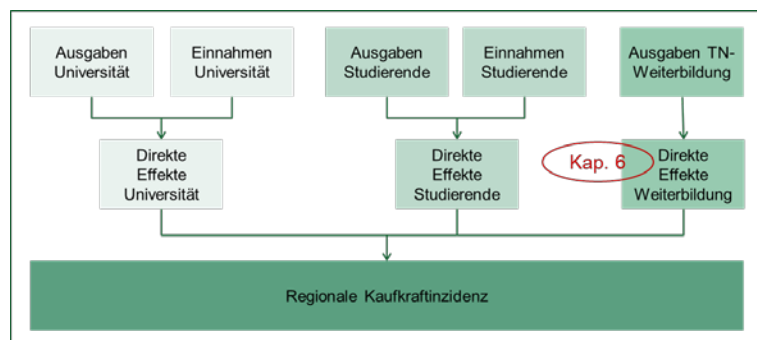 Ausgaben
Universität
Einnahmen
Universität
Ausgaben
Studierende
Einnahmen
Studierende
Ausgaben TN-
Weiterbildung
Direkte
Effekte
Universität
Direkte
Effekte
Studierende
Kap. 6
Direkte
Effekte
Weiterbildung
Regionale Kaufkraftinzidenz